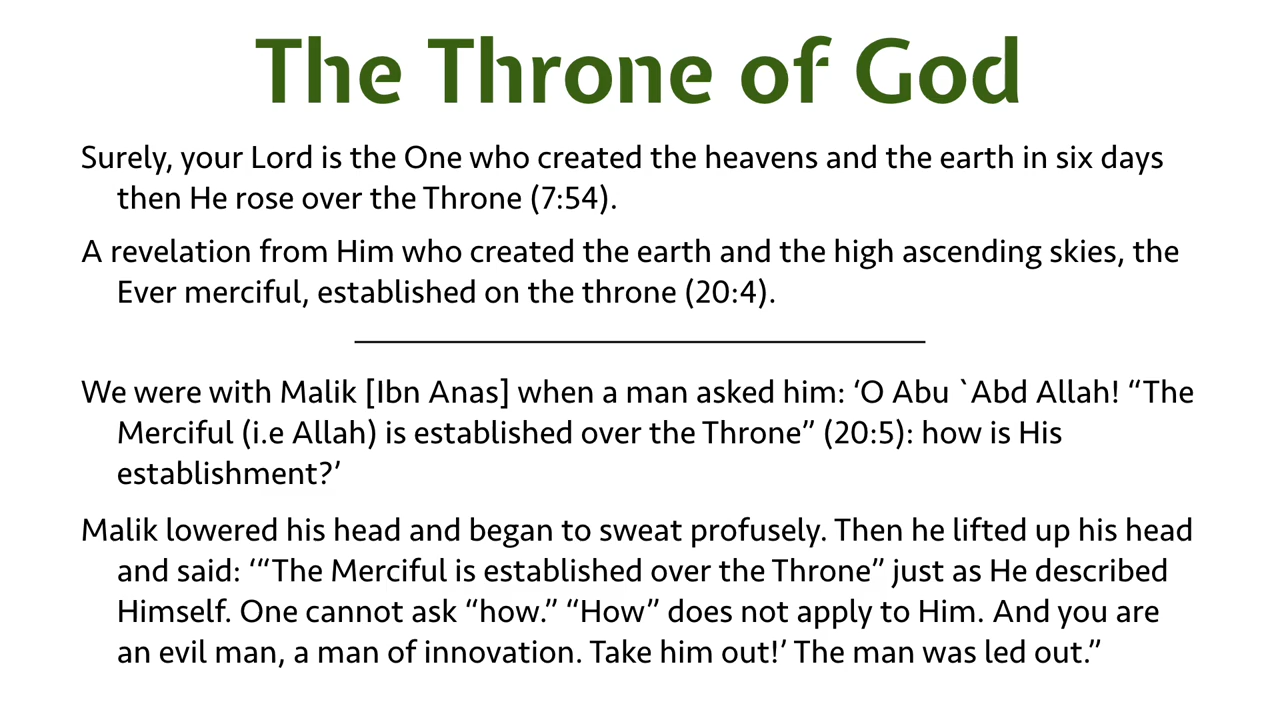 The Throne of God
Surely, your Lord is the One who created the heavens and the earth in six days
then He rose over the Throne (7:54).
A revelation from Him who created the earth and the high ascending skies, the
Ever merciful, established on the throne (20:4).
We were with Malik [Ibn Anas] when a man asked him: ‘O Abu `Abd Allah! “The
Merciful (i.e Allah) is established over the Throne” (20:5): how is His
establishment?’
Malik lowered his head and began to sweat profusely. Then he lifted up his head
and said: ‘“The Merciful is established over the Throne” just as He described
Himself. One cannot ask “how.” “How” does not apply to Him. And you are
an evil man, a man of innovation. Take him out!’ The man was led out.”